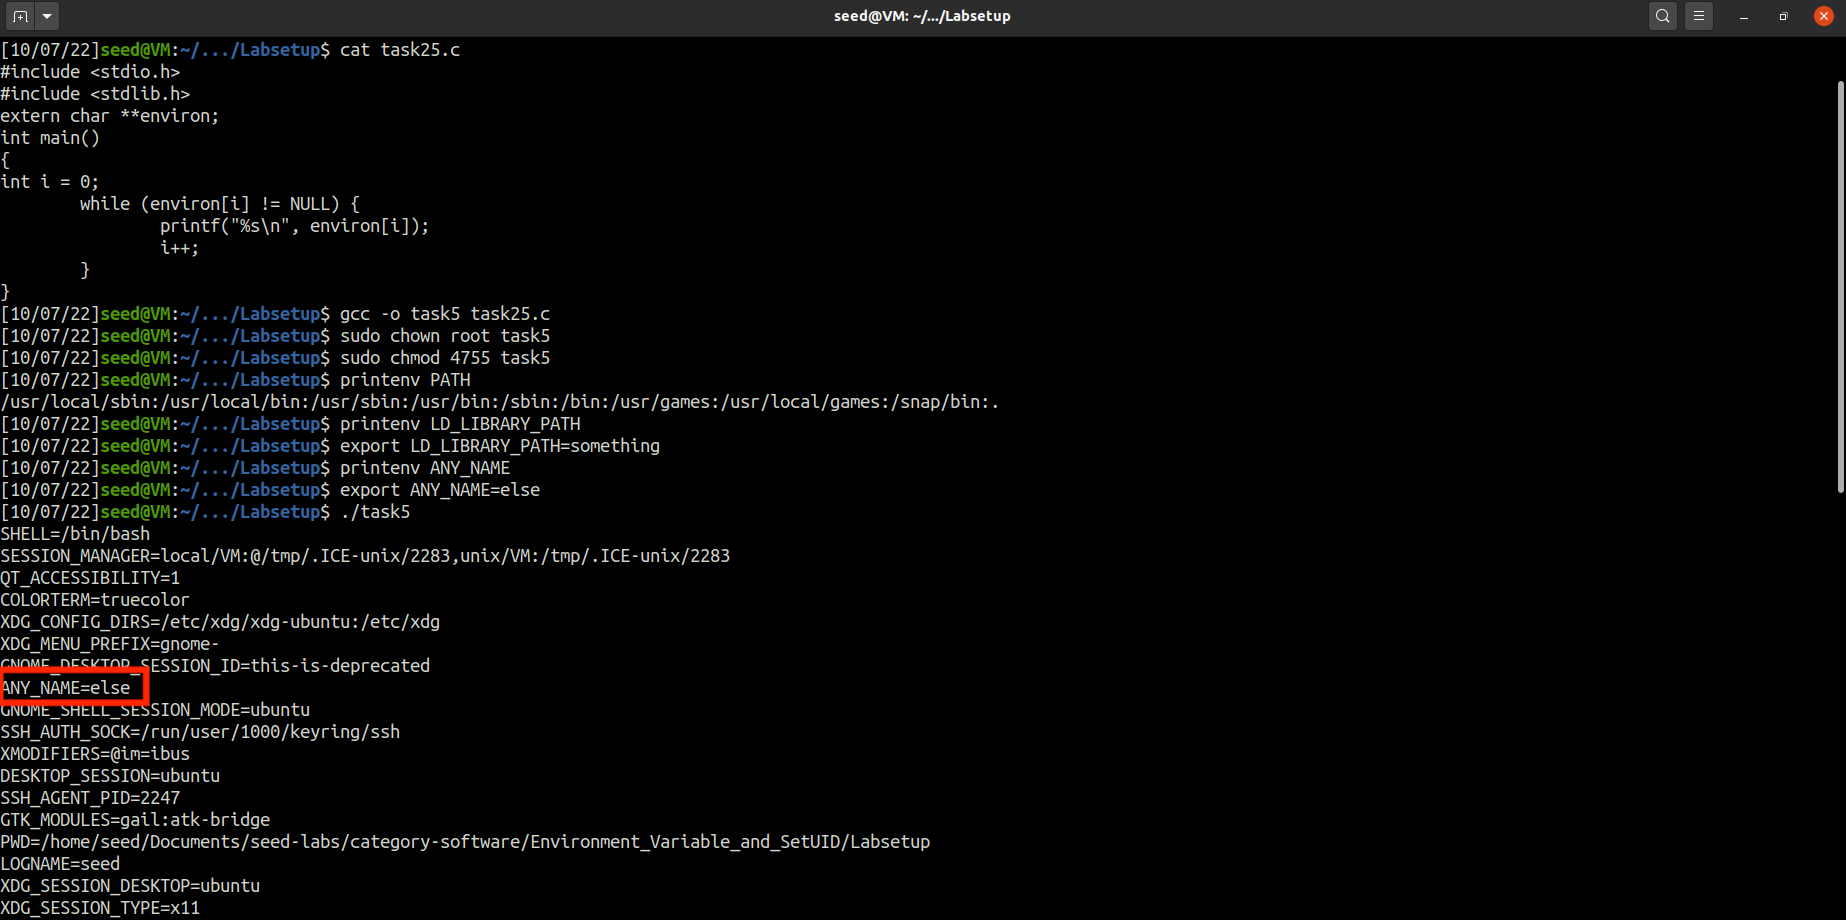 seed@VM: ~/.../Labsetup
[10/07/22]seed@VM:~/.../Labsetup$ cat task25.c
#include <stdio.h>
#include <stdlib.h>
extern char **environ;
int main()
{
int i = 0;
        while (environ[i] != NULL) {
                printf("%s\n", environ[i]);
                i++;
        }
}
[10/07/22]seed@VM:~/.../Labsetup$ gcc -o task5 task25.c
[10/07/22]seed@VM:~/.../Labsetup$ sudo chown root task5
[10/07/22]seed@VM:~/.../Labsetup$ sudo chmod 4755 task5
[10/07/22]seed@VM:~/.../Labsetup$ printenv PATH
/usr/local/sbin:/usr/local/bin:/usr/sbin:/usr/bin:/sbin:/bin:/usr/games:/usr/local/games:/snap/bin:.
[10/07/22]seed@VM:~/.../Labsetup$ printenv LD_LIBRARY_PATH
[10/07/22]seed@VM:~/.../Labsetup$ export LD_LIBRARY_PATH=something
[10/07/22]seed@VM:~/.../Labsetup$ printenv ANY_NAME
[10/07/22]seed@VM:~/.../Labsetup$ export ANY_NAME=else
[10/07/22]seed@VM:~/.../Labsetup$ ./task5
SHELL=/bin/bash
SESSION_MANAGER=local/VM:@/tmp/.ICE-unix/2283,unix/VM:/tmp/.ICE-unix/2283
QT_ACCESSIBILITY=1
COLORTERM=truecolor
XDG_CONFIG_DIRS=/etc/xdg/xdg-ubuntu:/etc/xdg
XDG_MENU_PREFIX=gnome-
GNOME_DESKTOP_SESSION_ID=this-is-deprecated
ANY_NAME=else
GNOME_SHELL_SESSION_MODE=ubuntu
SSH_AUTH_SOCK=/run/user/1000/keyring/ssh
XMODIFIERS=@im=ibus
DESKTOP_SESSION=ubuntu
SSH_AGENT_PID=2247
GTK_MODULES=gail:atk-bridge
PWD=/home/seed/Documents/seed-labs/category-software/Environment_Variable_and_SetUID/Labsetup
LOGNAME=seed
XDG_SESSION_DESKTOP=ubuntu
XDG_SESSION_TYPE=x11